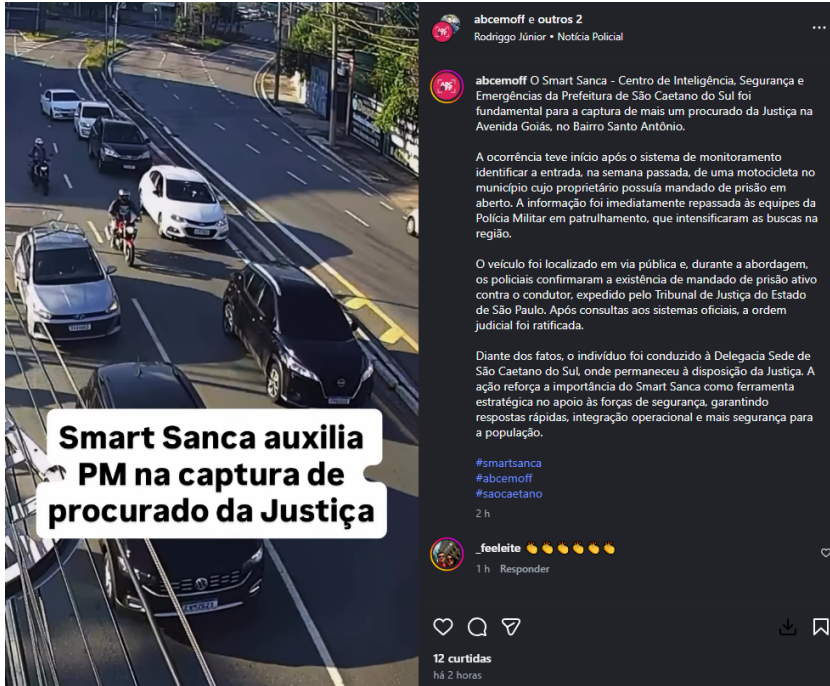 Smart Sanca auxilia
PM na captura de
procurado da Justiça
abcemoff e outros 2
Rodriggo Júnior • Notícia Policial
abcemoff O Smart Sanca - Centro de Inteligência, Segurança e
Emergências da Prefeitura de São Caetano do Sul foi
fundamental para a captura de mais um procurado da Justiça na
Avenida Goiás, no Bairro Santo Antônio.
A ocorrência teve início após o sistema de monitoramento
identificar a entrada, na semana passada, de uma motocicleta no
município cujo proprietário possuía mandado de prisão em
aberto. A informação foi imediatamente repassada às equipes da
Polícia Militar em patrulhamento, que intensificaram as buscas na
região.
O veículo foi localizado em via pública e, durante a abordagem,
os policiais confirmaram a existência de mandado de prisão ativo
contra o condutor, expedido pelo Tribunal de Justiça do Estado
de São Paulo. Após consultas aos sistemas oficiais, a ordem
judicial foi ratificada.
Diante dos fatos, o indivíduo foi conduzido à Delegacia Sede de
São Caetano do Sul, onde permaneceu à disposição da Justiça. A
ação reforça a importância do Smart Sanca como ferramenta
estratégica no apoio às forças de segurança, garantindo
respostas rápidas, integração operacional e mais segurança para
a população.
#smartsanca
#abcemoff
#saocaetano
2 h
_feeleite 👏👏👏👏👏👏
1 h Responder
12 curtidas
há 2 horas